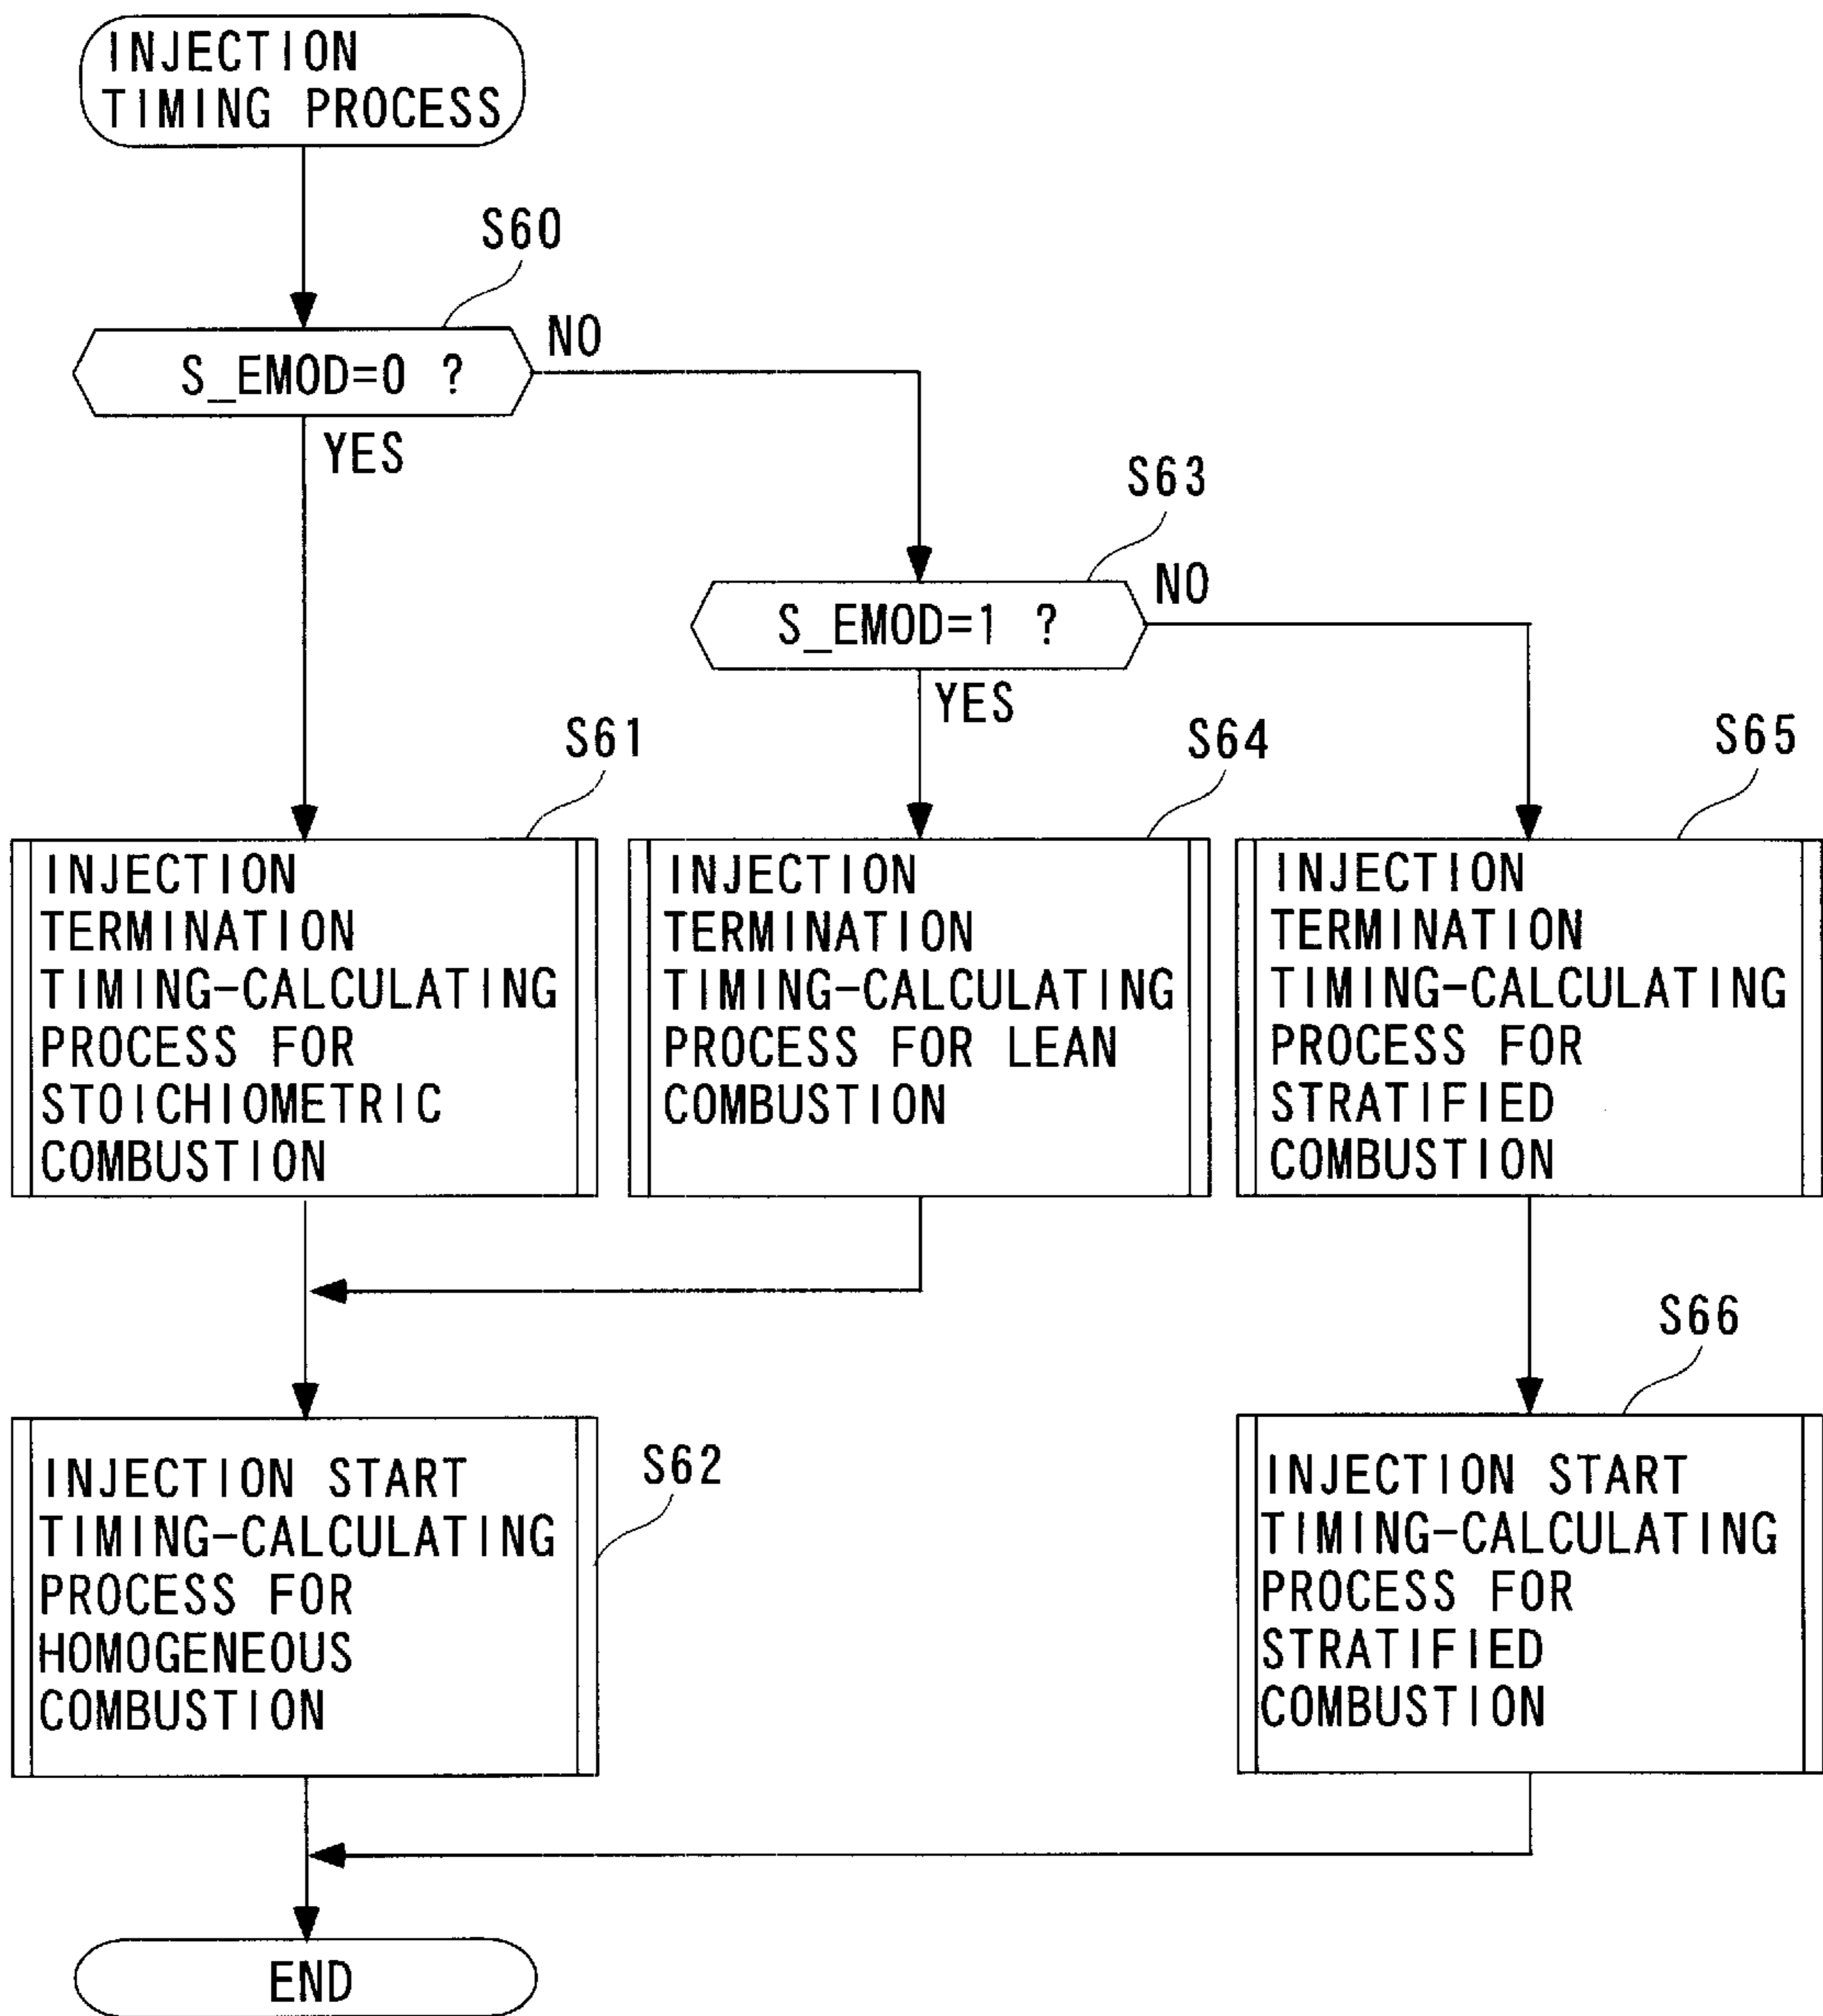 INJECTION
TIMING PROCESS
S60
S_EMOD=0 ?
NO
YES
S63
S_EMOD=1 ?
NO
YES
S61
INJECTION
TERMINATION
TIMING-CALCULATING
PROCESS FOR
STOICHIOMETRIC
COMBUSTION
S64
INJECTION
TERMINATION
TIMING-CALCULATING
PROCESS FOR LEAN
COMBUSTION
S65
INJECTION
TERMINATION
TIMING-CALCULATING
PROCESS FOR
STRATIFIED
COMBUSTION
S62
INJECTION START
TIMING-CALCULATING
PROCESS FOR
HOMOGENEOUS
COMBUSTION
S66
INJECTION START
TIMING-CALCULATING
PROCESS FOR
STRATIFIED
COMBUSTION
END